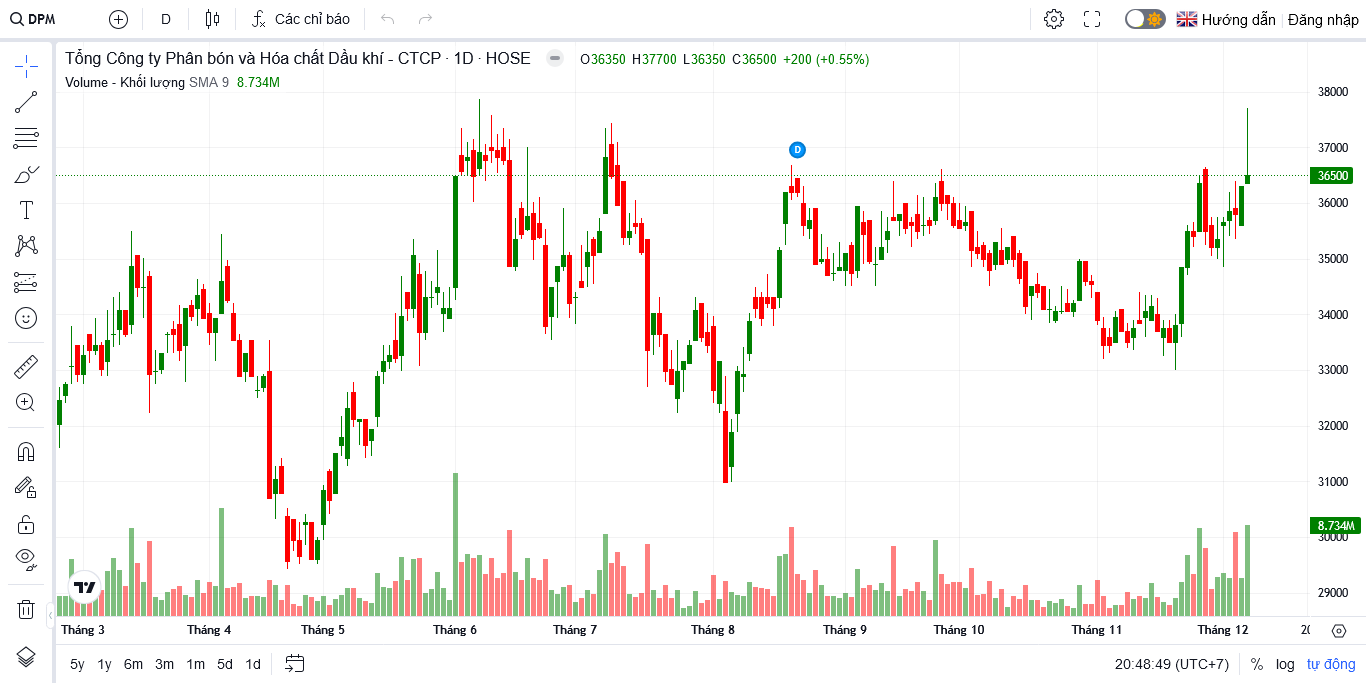 DPM D Các chỉ báo Hướng dẫn Đăng nhập
Tổng Công ty Phân bón và Hóa chất Dầu khí - CTCP · 1D · HOSE O36350 H37700 L36350 C36500 +200 (+0.55%)
Volume - Khối lượng SMA 9 8.734M
38000
D
37000
36500
36000
35000
34000
33000
32000
31000
8.734M
30000
29000
Tháng 3 Tháng 4 Tháng 5 Tháng 6 Tháng 7 Tháng 8 Tháng 9 Tháng 10 Tháng 11 Tháng 12
5y 1y 6m 3m 1m 5d 1d 20:48:49 (UTC+7) % log tự động